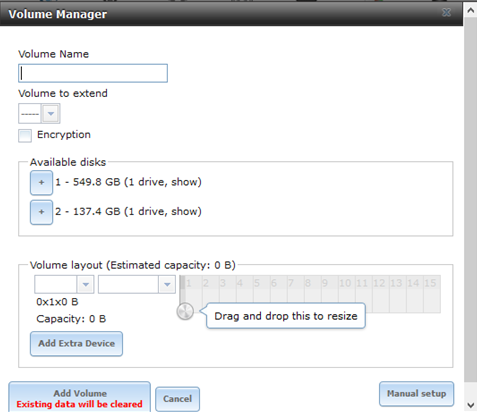 Volume Manager
Volume Name
Volume to extend
-----
Encryption
Available disks
+ 1 - 549.8 GB (1 drive, show)
+ 2 - 137.4 GB (1 drive, show)
Volume layout (Estimated capacity: 0 B)
1 2 3 4 5 6 7 8 9 10 11 12 13 14 15
0x1x0 B
Capacity: 0 B
Drag and drop this to resize
Add Extra Device
Add Volume
Existing data will be cleared
Cancel
Manual setup